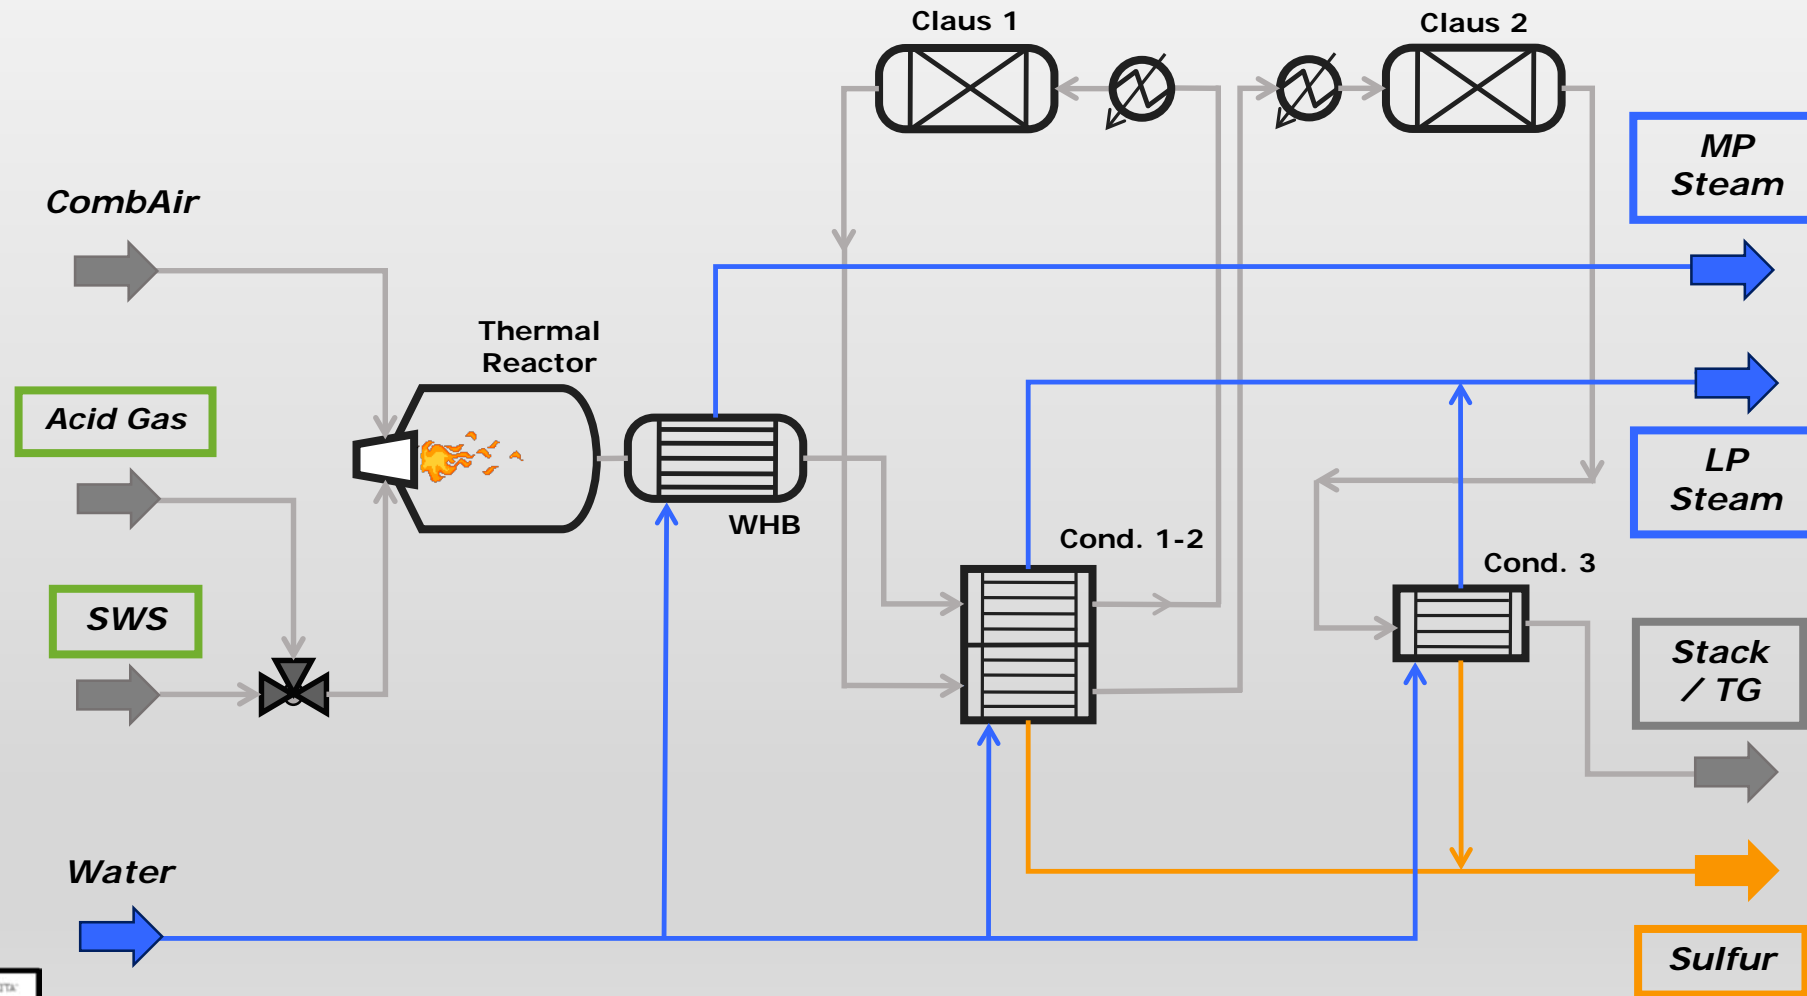 Claus 1
Claus 2
MP
Steam
CombAir
Thermal
Reactor
Acid Gas
LP
Steam
WHB
Cond. 1-2
Cond. 3
SWS
Stack
/ TG
Water
Sulfur